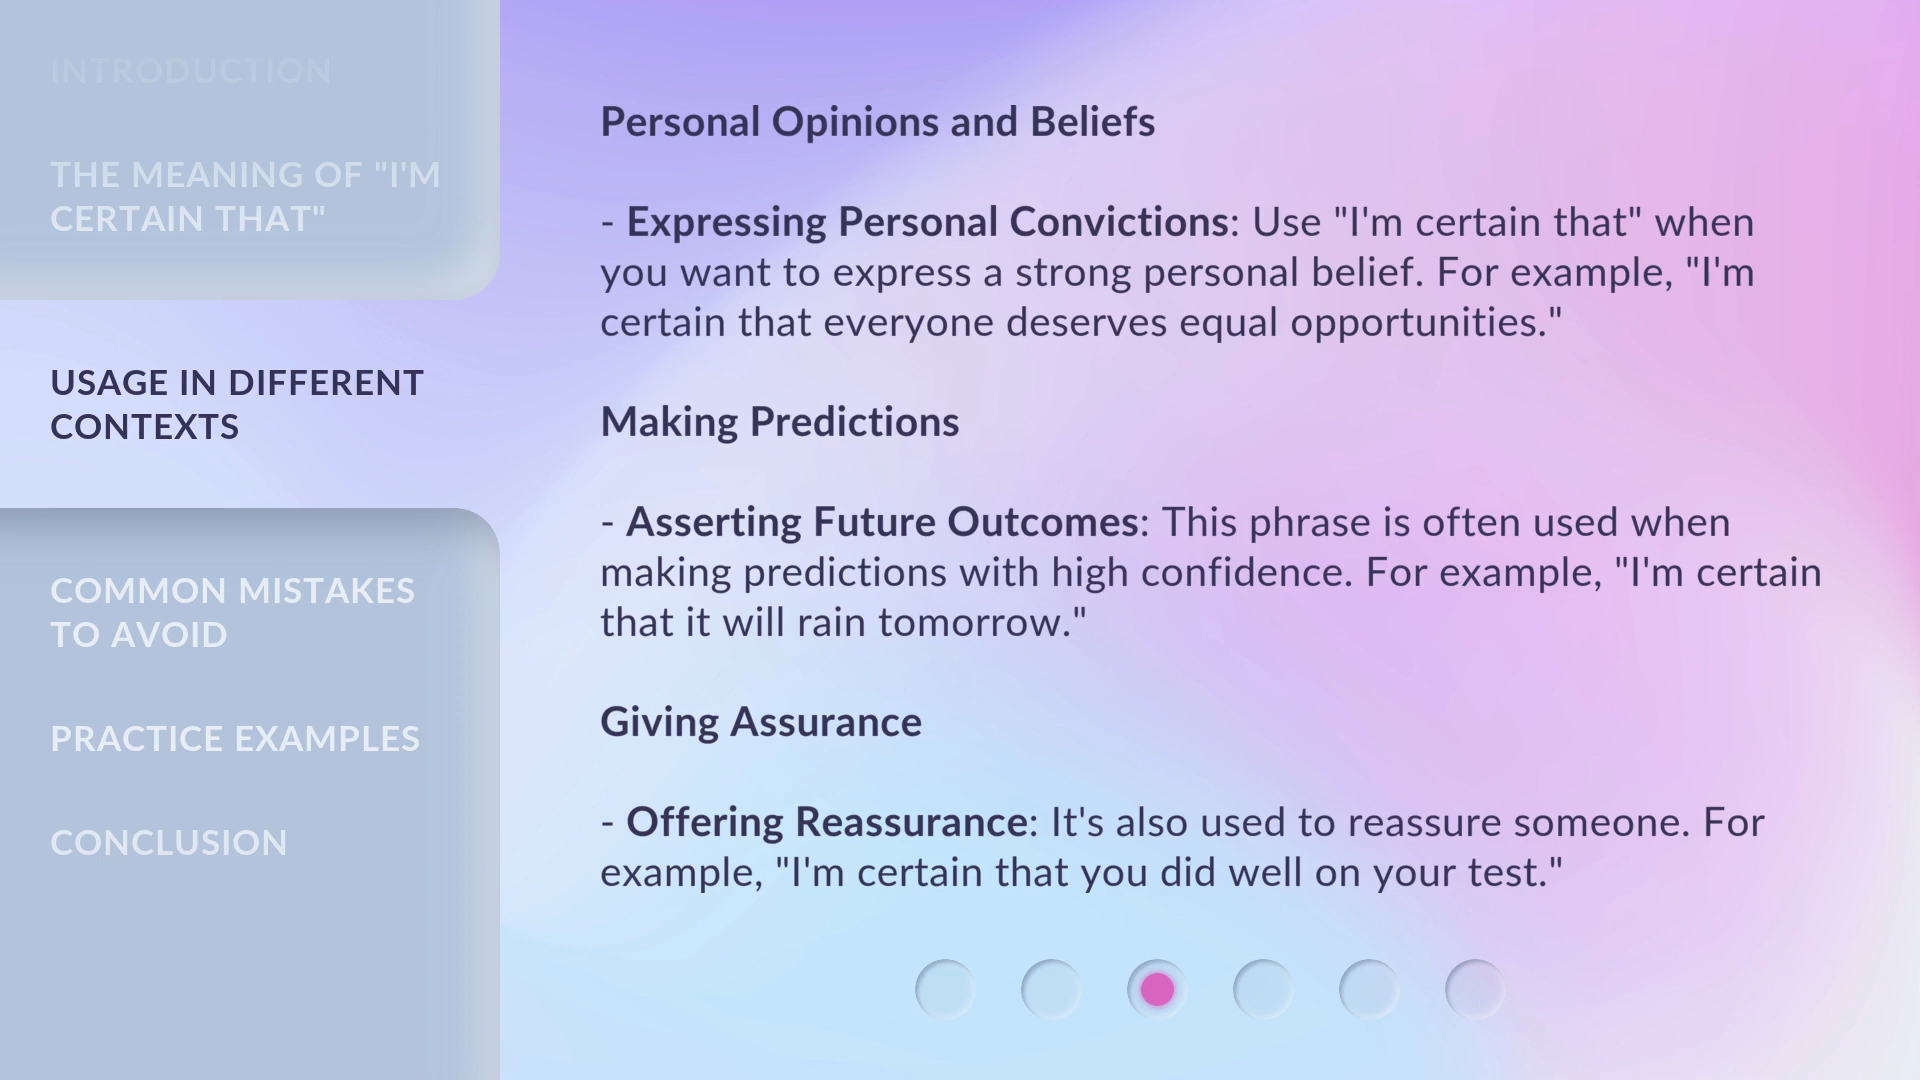 INTRODUCTION
THE MEANING OF "I'M
CERTAIN THAT"
USAGE IN DIFFERENT
CONTEXTS
COMMON MISTAKES
TO AVOID
PRACTICE EXAMPLES
CONCLUSION
Personal Opinions and Beliefs
- Expressing Personal Convictions: Use "I'm certain that" when
you want to express a strong personal belief. For example, "I'm
certain that everyone deserves equal opportunities."
Making Predictions
- Asserting Future Outcomes: This phrase is often used when
making predictions with high confidence. For example, "I'm certain
that it will rain tomorrow."
Giving Assurance
- Offering Reassurance: It's also used to reassure someone. For
example, "I'm certain that you did well on your test."